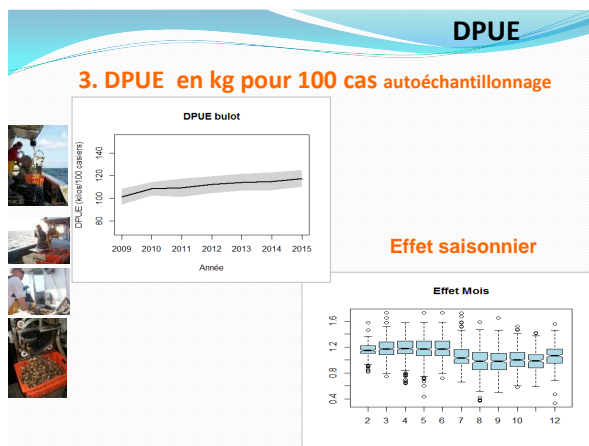 DPUE
3. DPUE en kg pour 100 cas autoéchantillonnage
DPUE bulot
DPUE (kilos/100 casiers)
140
120
100
80
2009 2010 2011 2012 2013 2014 2015
Année
Effet saisonnier
Effet Mois
1.6
1.2
0.8
0.4
2 3 4 5 6 7 8 9 10 12